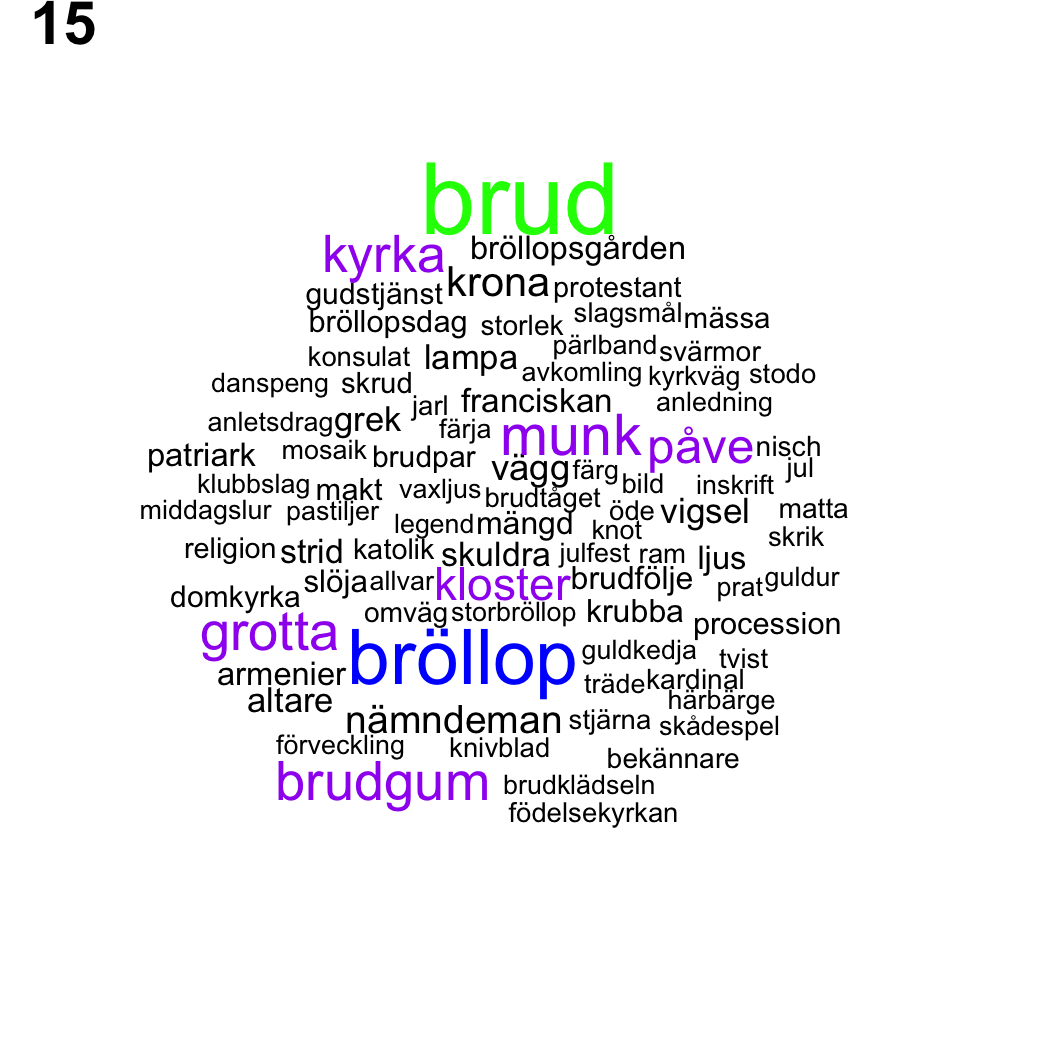 15
brud
kyrka bröllopsgården
gudstjänst krona protestant
bröllopsdag storlek slagsmål mässa
konsulat lampa pärlband svärmor
danspeng skrud avkomling kyrkväg stodo
anletsdrag grek jarl franciskan anledning
färja munk påve nisch
patriark mosaik brudpar vägg färg bild jul
klubbslag makt vaxljus brudtåget inskrift
middagslur pastiljer legend mängd knot öde vigsel matta
religion strid katolik skuldra julfest ram ljus skrik
slöja allvar kloster brudfölje prat guldur
domkyrka omväg storbröllop krubba procession
grotta bröllop guldkedja tvist
armenier träde kardinal
altare härbärge
nämndeman stjärna skådespel
förveckling knivblad bekännare
brudgum brudklädseln
födelsekyrkan